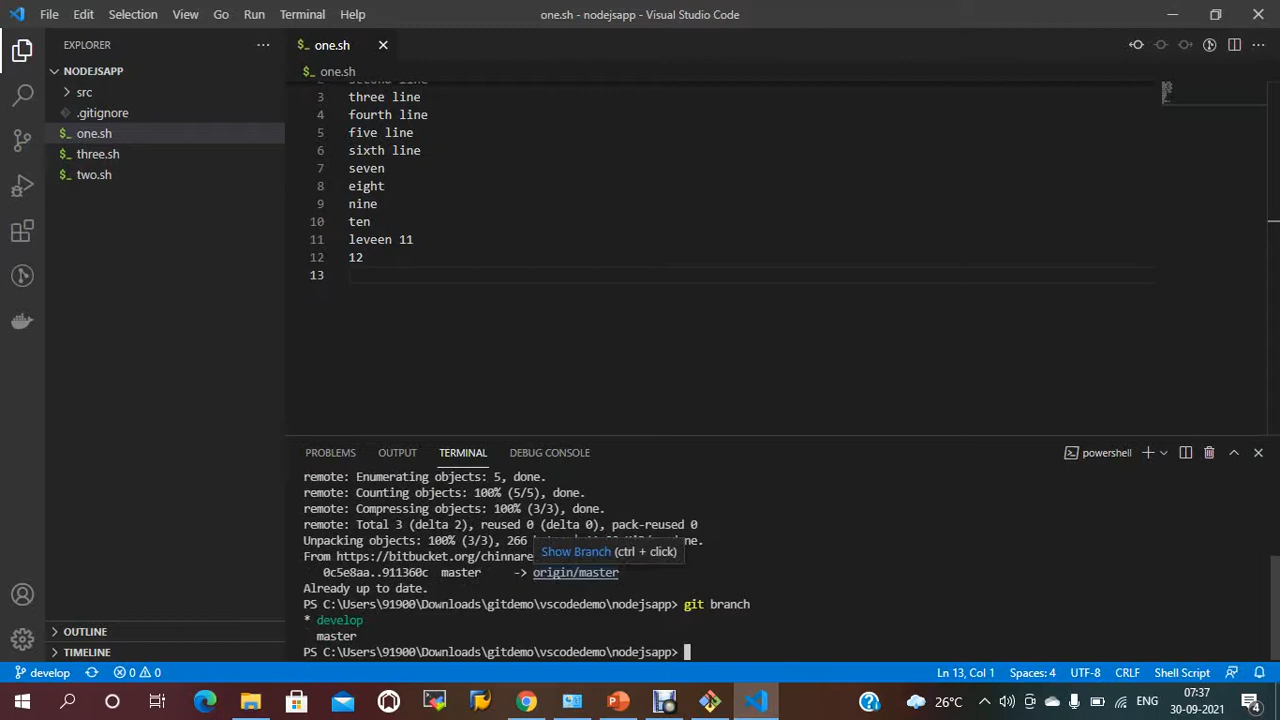 File Edit Selection View Go Run Terminal Help
one.sh - nodejsapp - Visual Studio Code
EXPLORER
NODEJSAPP
src
.gitignore
one.sh
three.sh
two.sh
OUTLINE
TIMELINE
one.sh
one.sh
2 second line
3 three line
4 fourth line
5 five line
6 sixth line
7 seven
8 eight
9 nine
10 ten
11 leveen 11
12 12
13
PROBLEMS OUTPUT TERMINAL DEBUG CONSOLE
powershell
remote: Enumerating objects: 5, done.
remote: Counting objects: 100% (5/5), done.
remote: Compressing objects: 100% (3/3), done.
remote: Total 3 (delta 2), reused 0 (delta 0), pack-reused 0
Unpacking objects: 100% (3/3), 266 done.
Show Branch (ctrl + click)
From https://bitbucket.org/chinnare
0c5e8aa..911360c master -> origin/master
Already up to date.
PS C:\Users\91900\Downloads\gitdemo\vscodedemo\nodejsapp> git branch
* develop
master
PS C:\Users\91900\Downloads\gitdemo\vscodedemo\nodejsapp>
develop 0 0 Ln 13, Col 1 Spaces: 4 UTF-8 CRLF Shell Script
26°C ENG 07:37
30-09-2021 4